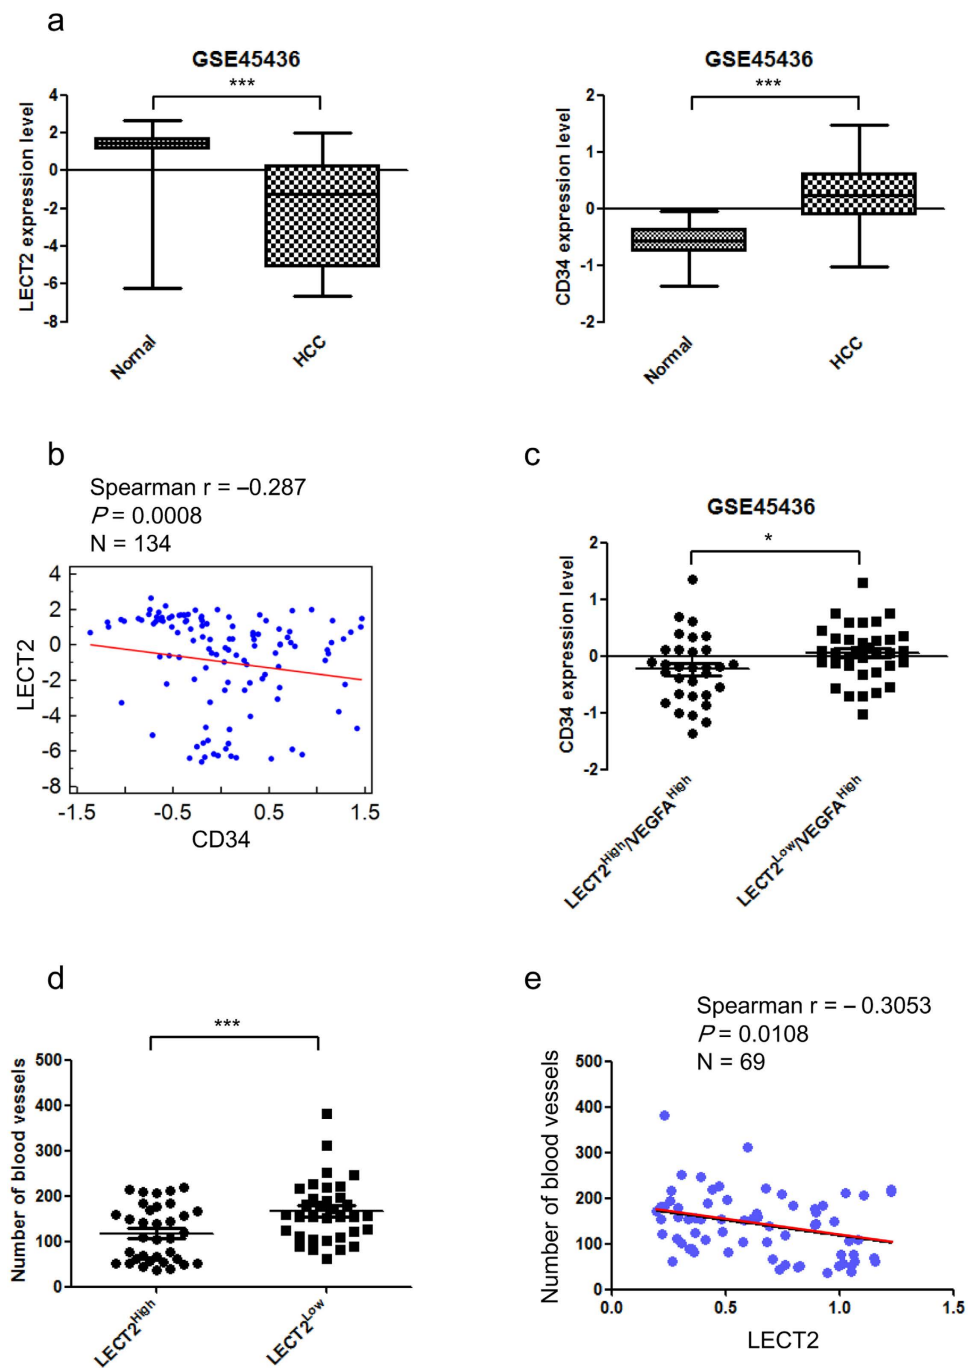 a
GSE45436
***
LECT2 expression level
4
2
0
-2
-4
-6
-8
Normal
HCC
GSE45436
***
CD34 expression level
2
1
0
-1
-2
Normal
HCC
b
Spearman r = –0.287
P = 0.0008
N = 134
LECT2
4
2
0
-2
-4
-6
-8
-1.5
-0.5
0.5
1.5
CD34
c
GSE45436
*
CD34 expression level
2
1
0
-1
-2
LECT2High/VEGFAHigh
LECT2Low/VEGFAHigh
d
***
Number of blood vessels
500
400
300
200
100
0
LECT2High
LECT2Low
e
Spearman r = – 0.3053
P = 0.0108
N = 69
Number of blood vessels
500
400
300
200
100
0
0.0
0.5
1.0
1.5
LECT2